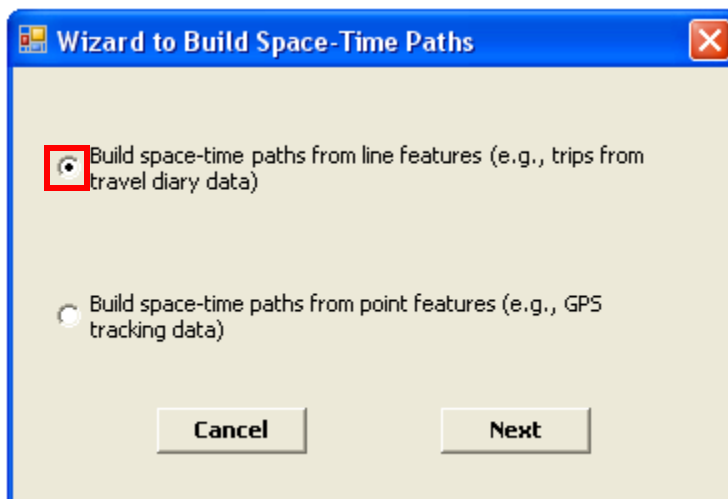 Wizard to Build Space-Time Paths
Build space-time paths from line features (e.g., trips from
travel diary data)
Build space-time paths from point features (e.g., GPS
tracking data)
Cancel
Next